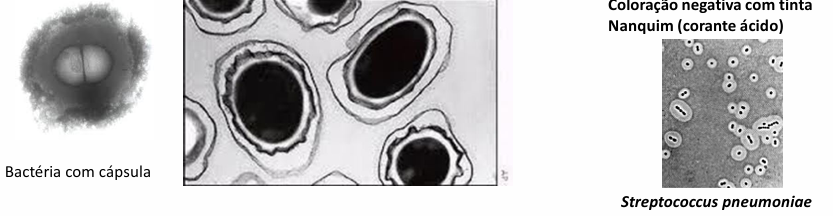 Coloração negativa com tinta
Nanquim (corante ácido)
Bactéria com cápsula
Streptococcus pneumoniae